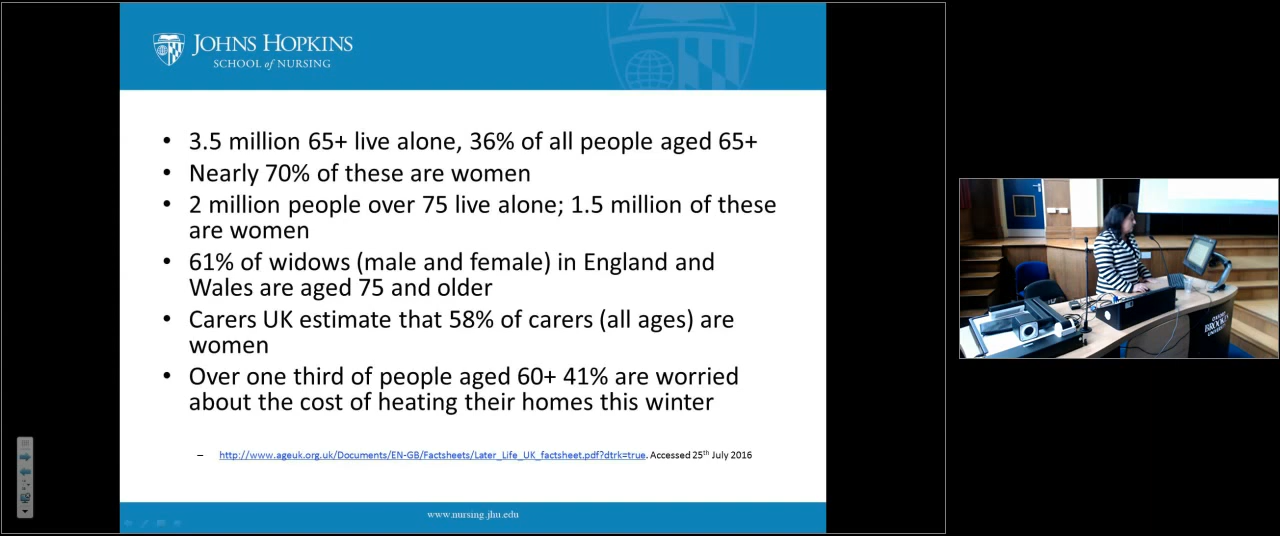 JOHNS HOPKINS
SCHOOL of NURSING
• 3.5 million 65+ live alone, 36% of all people aged 65+
• Nearly 70% of these are women
• 2 million people over 75 live alone; 1.5 million of these
are women
• 61% of widows (male and female) in England and
Wales are aged 75 and older
• Carers UK estimate that 58% of carers (all ages) are
women
• Over one third of people aged 60+ 41% are worried
about the cost of heating their homes this winter
– http://www.ageuk.org.uk/Documents/EN-GB/Factsheets/Later_Life_UK_factsheet.pdf?dtrk=true. Accessed 25th July 2016
www.nursing.jhu.edu
OXFORD
BROOKES
UNIVERSITY